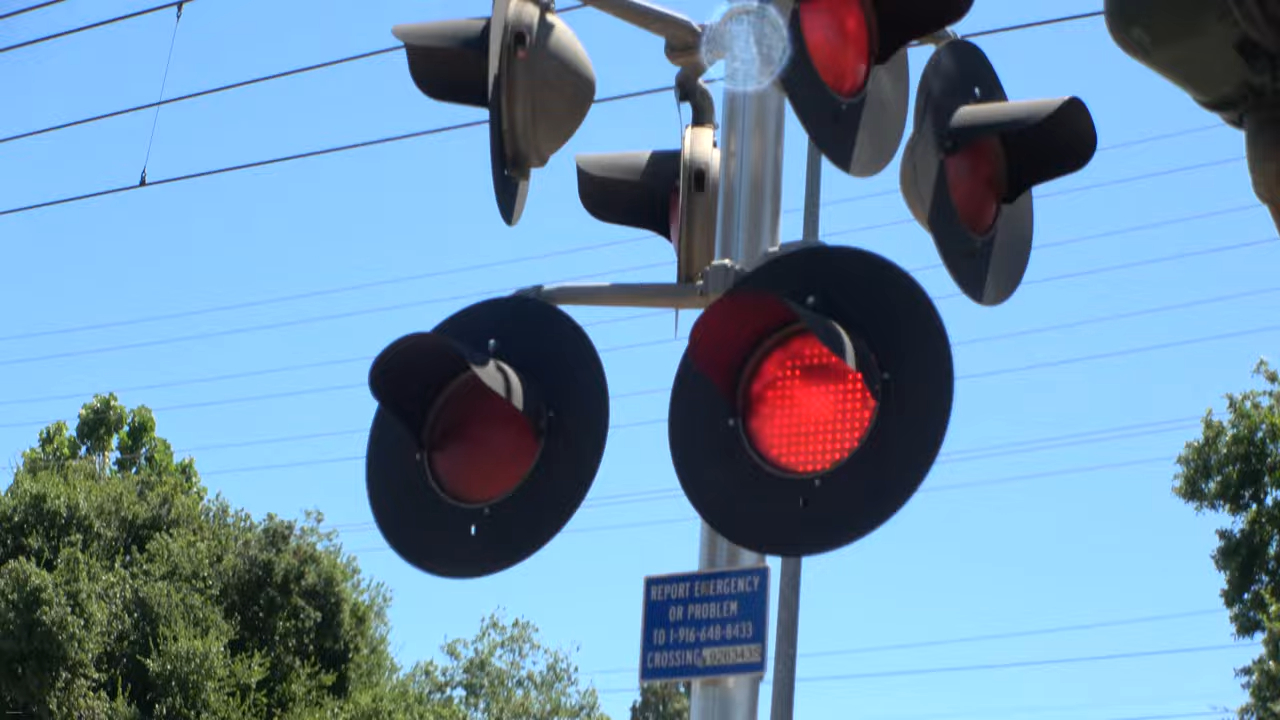 REPORT EMERGENCY
OR PROBLEM
TO 1-916-648-8433
CROSSING